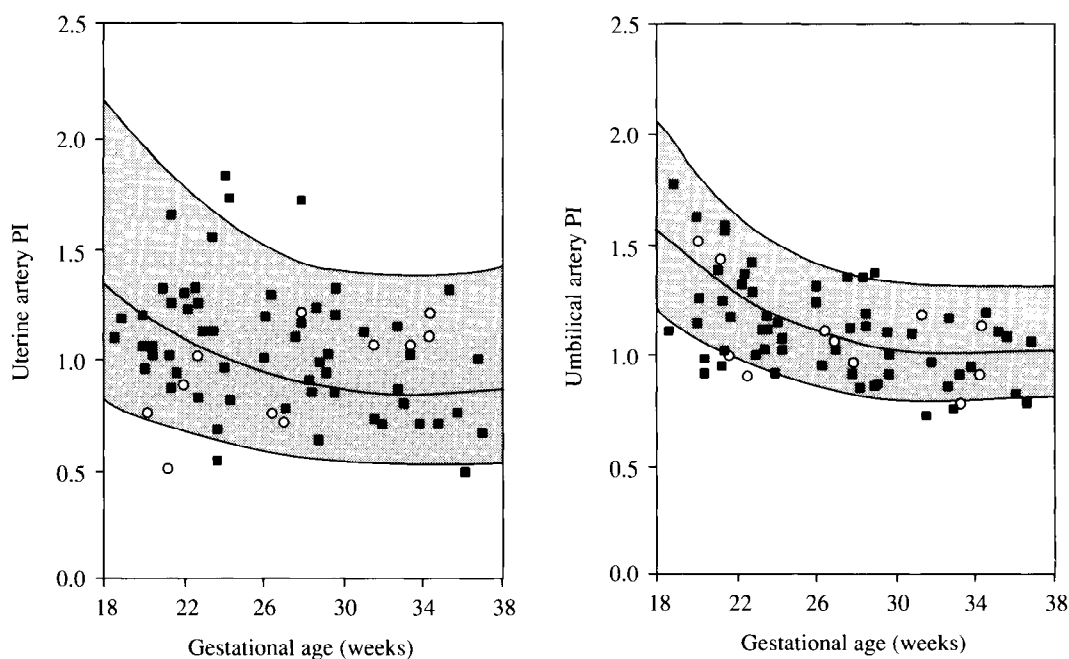 Uterine artery PI
2.5
2.0
1.5
1.0
0.5
0.0
18 22 26 30 34 38
Gestational age (weeks)
Umbilical artery PI
2.5
2.0
1.5
1.0
0.5
0.0
18 22 26 30 34 38
Gestational age (weeks)